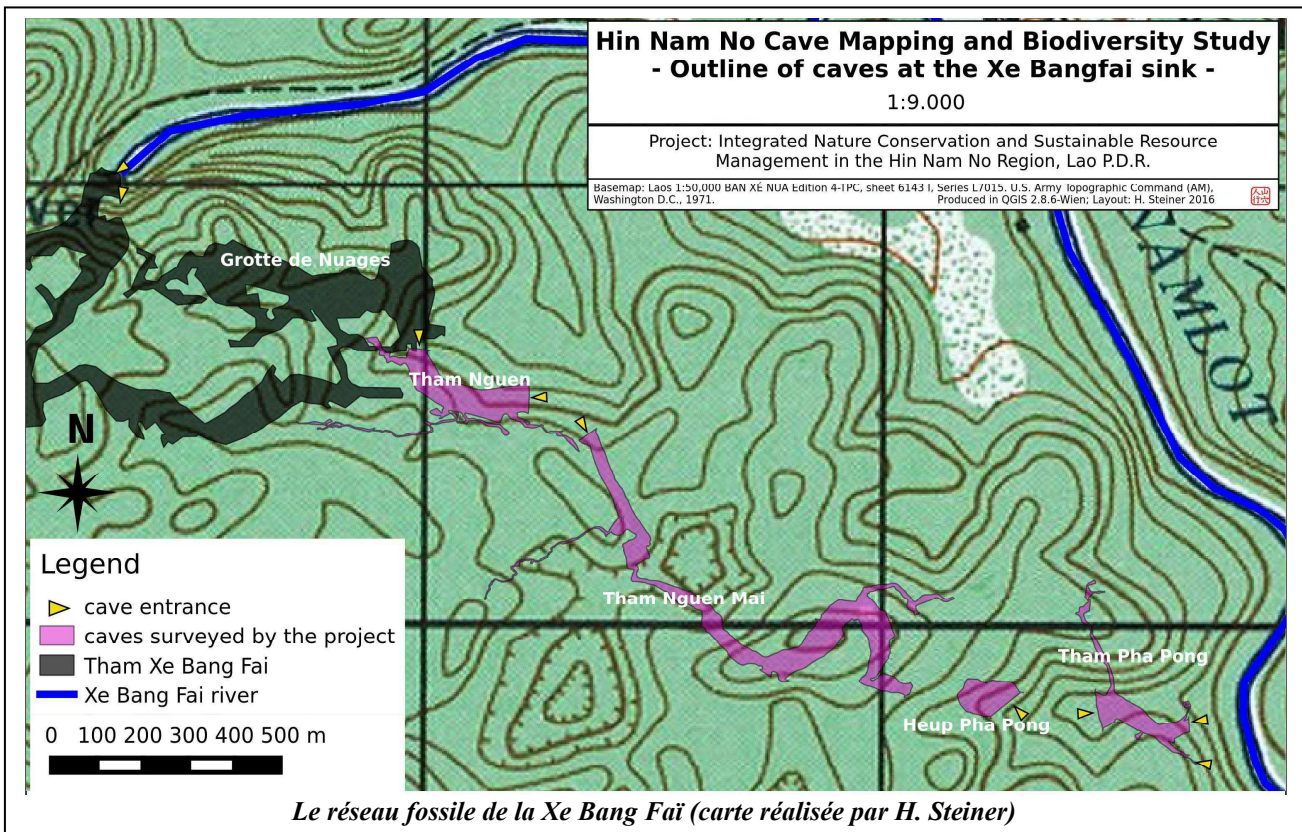 Hin Nam No Cave Mapping and Biodiversity Study
- Outline of caves at the Xe Bangfai sink -
1:9.000
Project: Integrated Nature Conservation and Sustainable Resource
Management in the Hin Nam No Region, Lao P.D.R.
Basemap: Laos 1:50,000 BAN XÉ NUA Edition 4-TPC, sheet 6143 I, Series L7015. U.S. Army Topographic Command (AM),
Washington D.C., 1971.
Produced in QGIS 2.8.6-Wien; Layout: H. Steiner 2016
Grotte de Nuages
Tham Nguen
NAMLOT
N
Tham Nguen Mai
Tham Pha Pong
Heup Pha Pong
Legend
cave entrance
caves surveyed by the project
Tham Xe Bang Fai
Xe Bang Fai river
0 100 200 300 400 500 m
Le réseau fossile de la Xe Bang Faï (carte réalisée par H. Steiner)